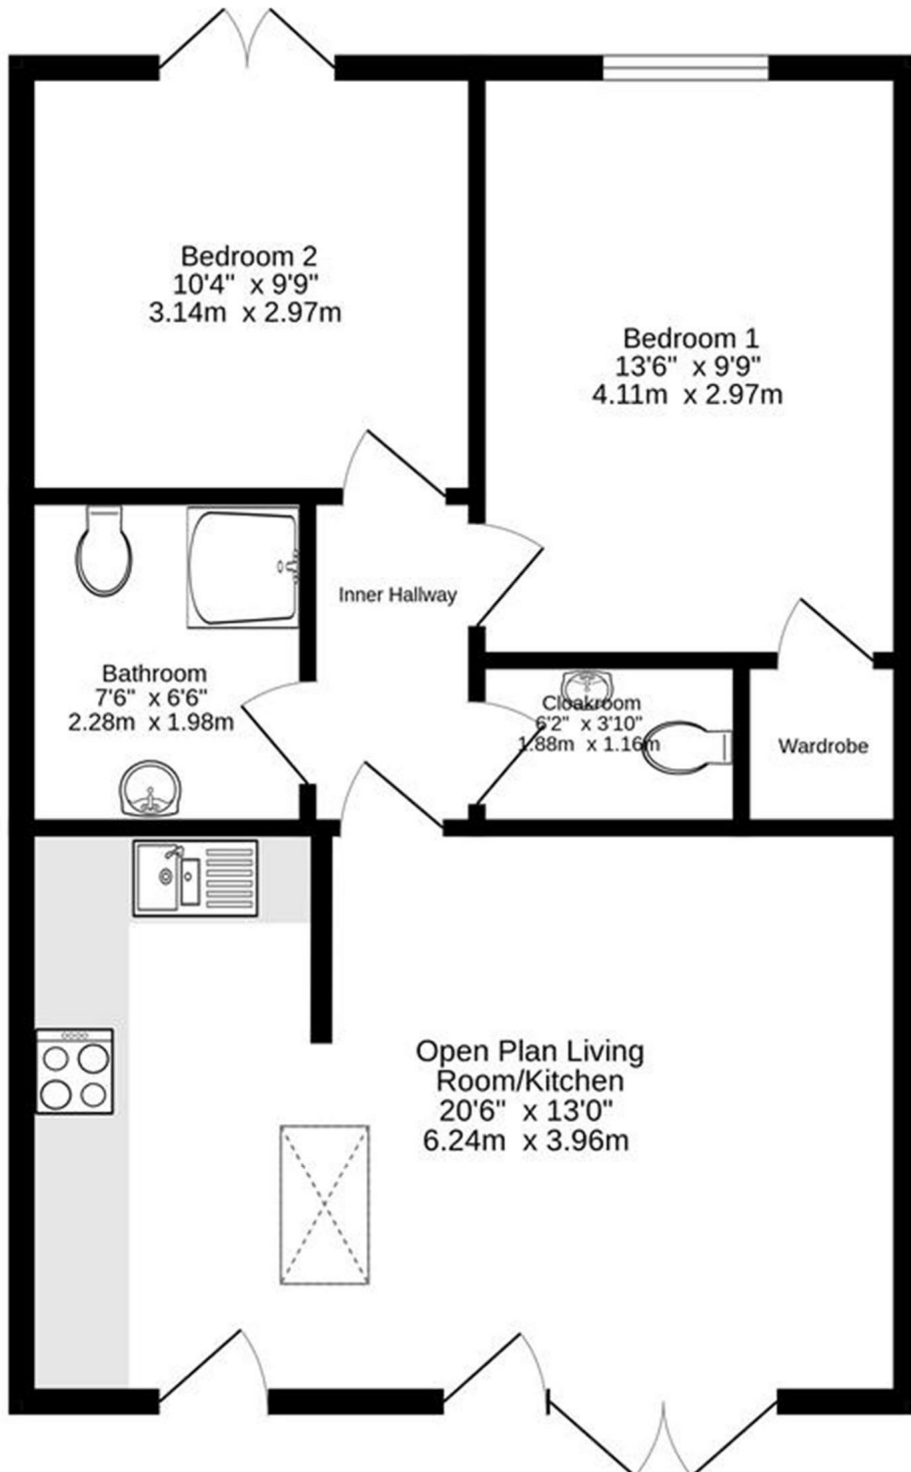 Bedroom 2
10'4" x 9'9"
3.14m x 2.97m
Bedroom 1
13'6" x 9'9"
4.11m x 2.97m
Inner Hallway
Bathroom
7'6" x 6'6"
2.28m x 1.98m
Cloakroom
6'2" x 3'10"
1.88m x 1.16m
Wardrobe
Open Plan Living
Room/Kitchen
20'6" x 13'0"
6.24m x 3.96m